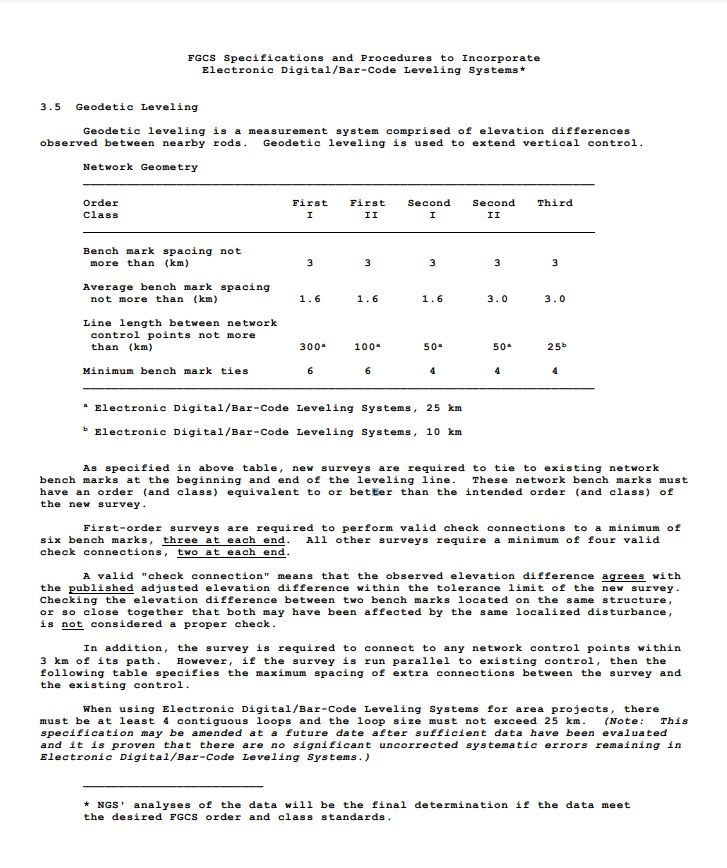 FGCS Specifications and Procedures to Incorporate
Electronic Digital/Bar-Code Leveling Systems*
3.5 Geodetic Leveling
Geodetic leveling is a measurement system comprised of elevation differences
observed between nearby rods. Geodetic leveling is used to extend vertical control.
Network Geometry
Order First First Second Second Third
Class I II I II
Bench mark spacing not
more than (km) 3 3 3 3 3
Average bench mark spacing
not more than (km) 1.6 1.6 1.6 3.0 3.0
Line length between network
control points not more
than (km) 300ᵃ 100ᵃ 50ᵃ 50ᵃ 25ᵇ
Minimum bench mark ties 6 6 4 4 4
ᵃ Electronic Digital/Bar-Code Leveling Systems, 25 km
ᵇ Electronic Digital/Bar-Code Leveling Systems, 10 km
As specified in above table, new surveys are required to tie to existing network
bench marks at the beginning and end of the leveling line. These network bench marks must
have an order (and class) equivalent to or better than the intended order (and class) of
the new survey.
First-order surveys are required to perform valid check connections to a minimum of
six bench marks, three at each end. All other surveys require a minimum of four valid
check connections, two at each end.
A valid "check connection" means that the observed elevation difference agrees with
the published adjusted elevation difference within the tolerance limit of the new survey.
Checking the elevation difference between two bench marks located on the same structure,
or so close together that both may have been affected by the same localized disturbance,
is not considered a proper check.
In addition, the survey is required to connect to any network control points within
3 km of its path. However, if the survey is run parallel to existing control, then the
following table specifies the maximum spacing of extra connections between the survey and
the existing control.
When using Electronic Digital/Bar-Code Leveling Systems for area projects, there
must be at least 4 contiguous loops and the loop size must not exceed 25 km. (Note: This
specification may be amended at a future date after sufficient data have been evaluated
and it is proven that there are no significant uncorrected systematic errors remaining in
Electronic Digital/Bar-Code Leveling Systems.)
* NGS' analyses of the data will be the final determination if the data meet
the desired FGCS order and class standards.